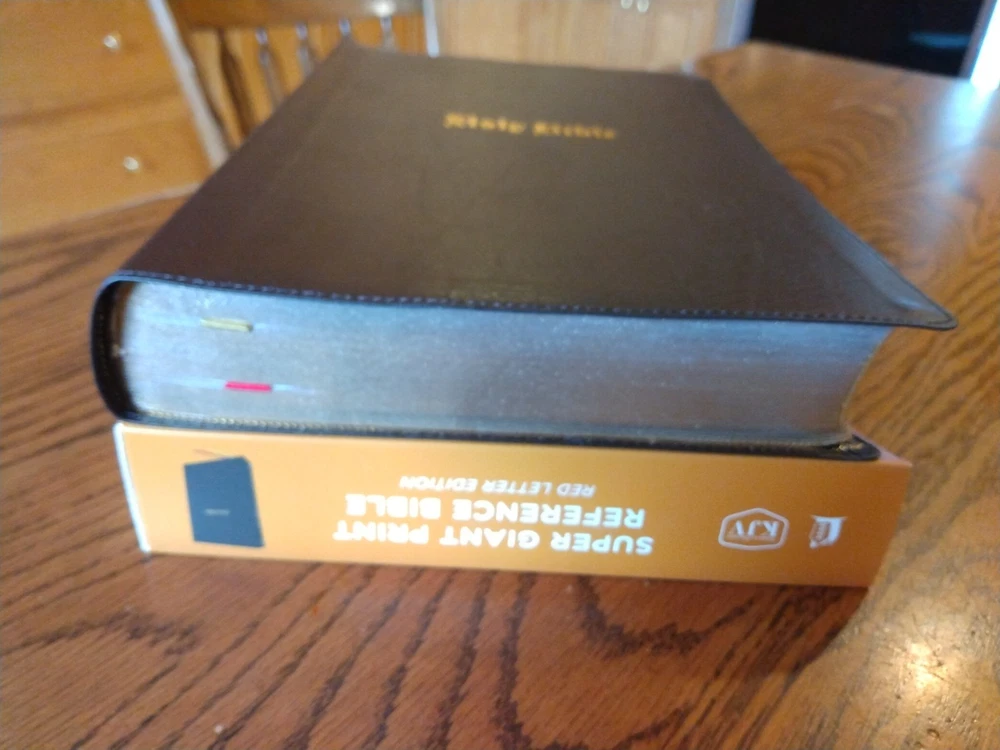 Holy Bible
SUPER GIANT PRINT
REFERENCE BIBLE
RED LETTER EDITION
KJV